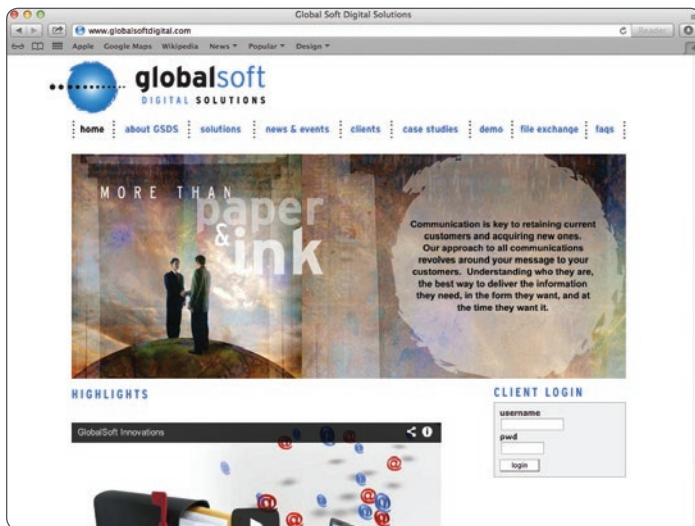 Global Soft Digital Solutions
www.globalsoftdigital.com
Reader
Apple Google Maps Wikipedia News Popular Design
globalsoft
DIGITAL SOLUTIONS
home about GSDS solutions news & events clients case studies demo file exchange faqs
MORE THAN
paper
&
ink
Communication is key to retaining current
customers and acquiring new ones.
Our approach to all communications
revolves around your message to your
customers. Understanding who they are,
the best way to deliver the information
they need, in the form they want, and at
the time they want it.
HIGHLIGHTS
CLIENT LOGIN
username
pwd
login
GlobalSoft Innovations